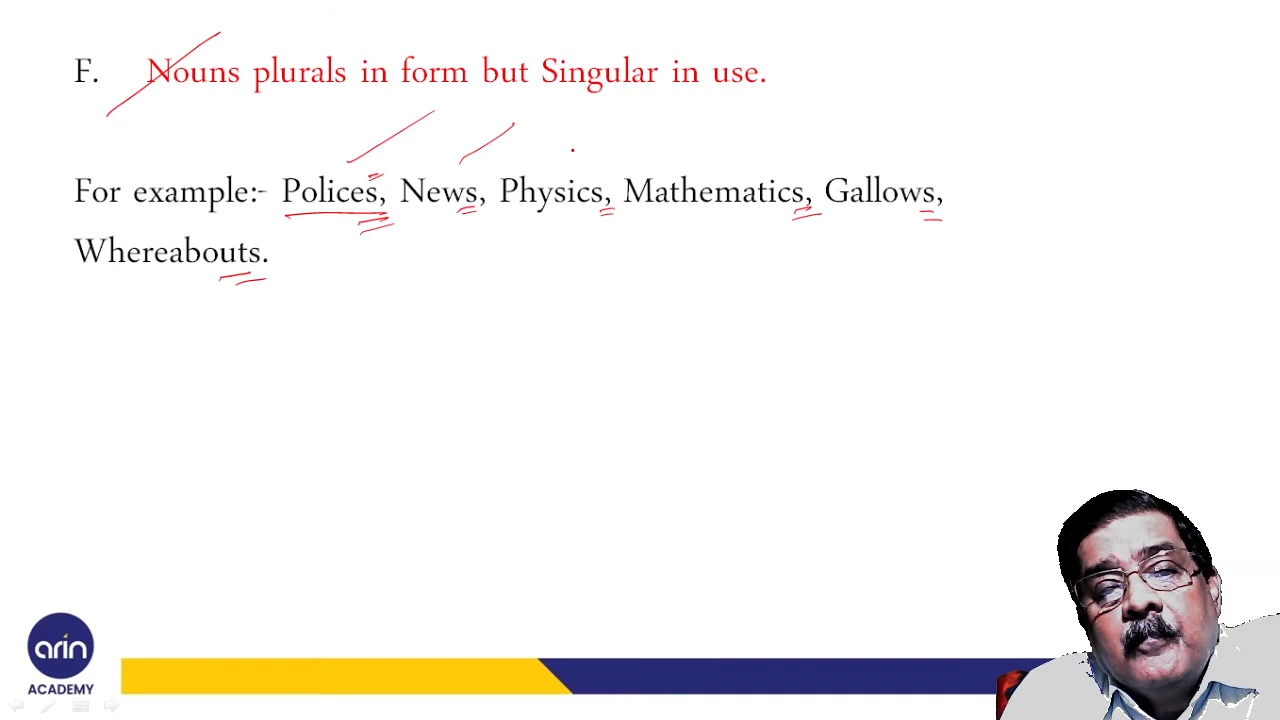 F. Nouns plurals in form but Singular in use.
For example:- Polices, News, Physics, Mathematics, Gallows,
Whereabouts.
arin
ACADEMY